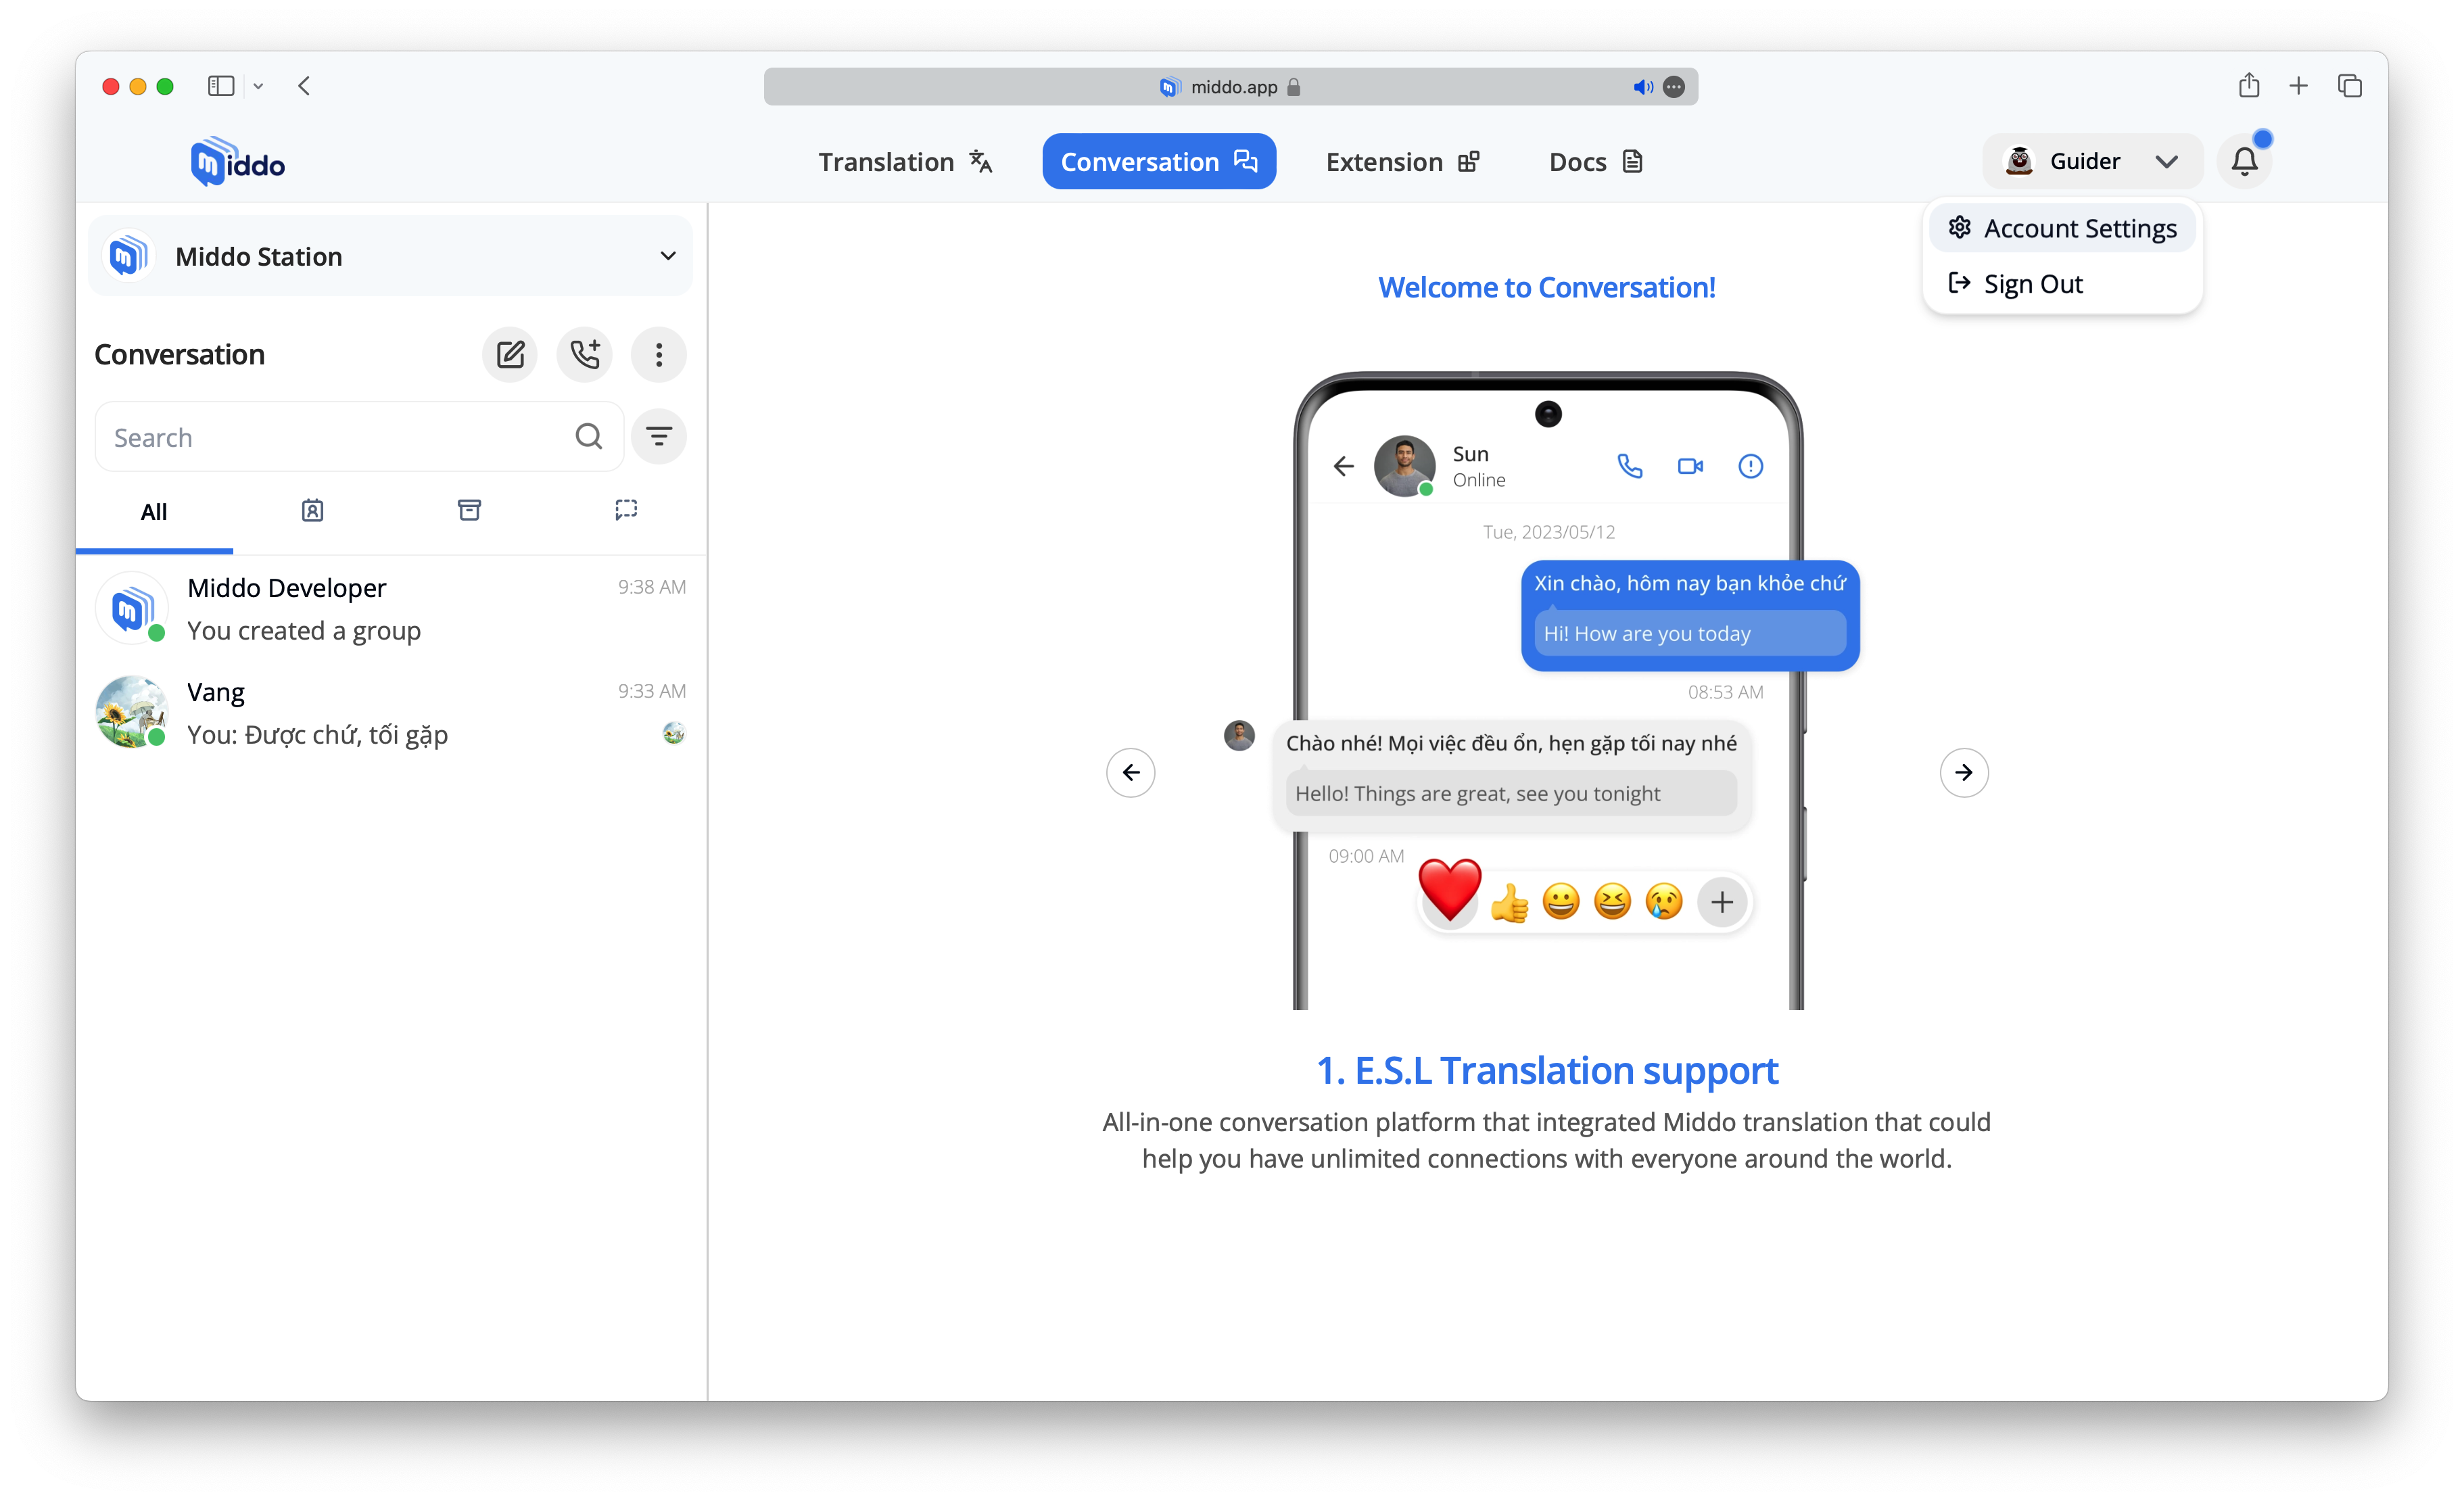 middo.app
middo
Translation
Conversation
Extension
Docs
Guider
Account Settings
Sign Out
Middo Station
Conversation
Search
All
Middo Developer
9:38 AM
You created a group
Vang
9:33 AM
You: Được chứ, tối gặp
Welcome to Conversation!
Sun
Online
Tue, 2023/05/12
Xin chào, hôm nay bạn khỏe chứ
Hi! How are you today
08:53 AM
Chào nhé! Mọi việc đều ổn, hẹn gặp tối nay nhé
Hello! Things are great, see you tonight
09:00 AM
1. E.S.L Translation support
All-in-one conversation platform that integrated Middo translation that could
help you have unlimited connections with everyone around the world.